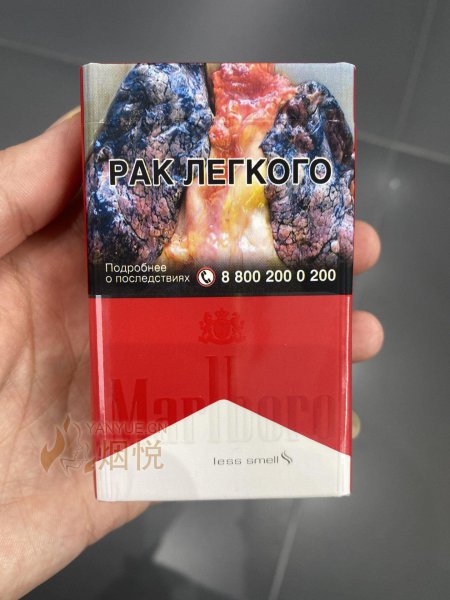 РАК ЛЕГКОГО
Подробнее
о последствиях 8 800 200 0 200
Marlboro
YANYUE.CN
烟悦
less smell